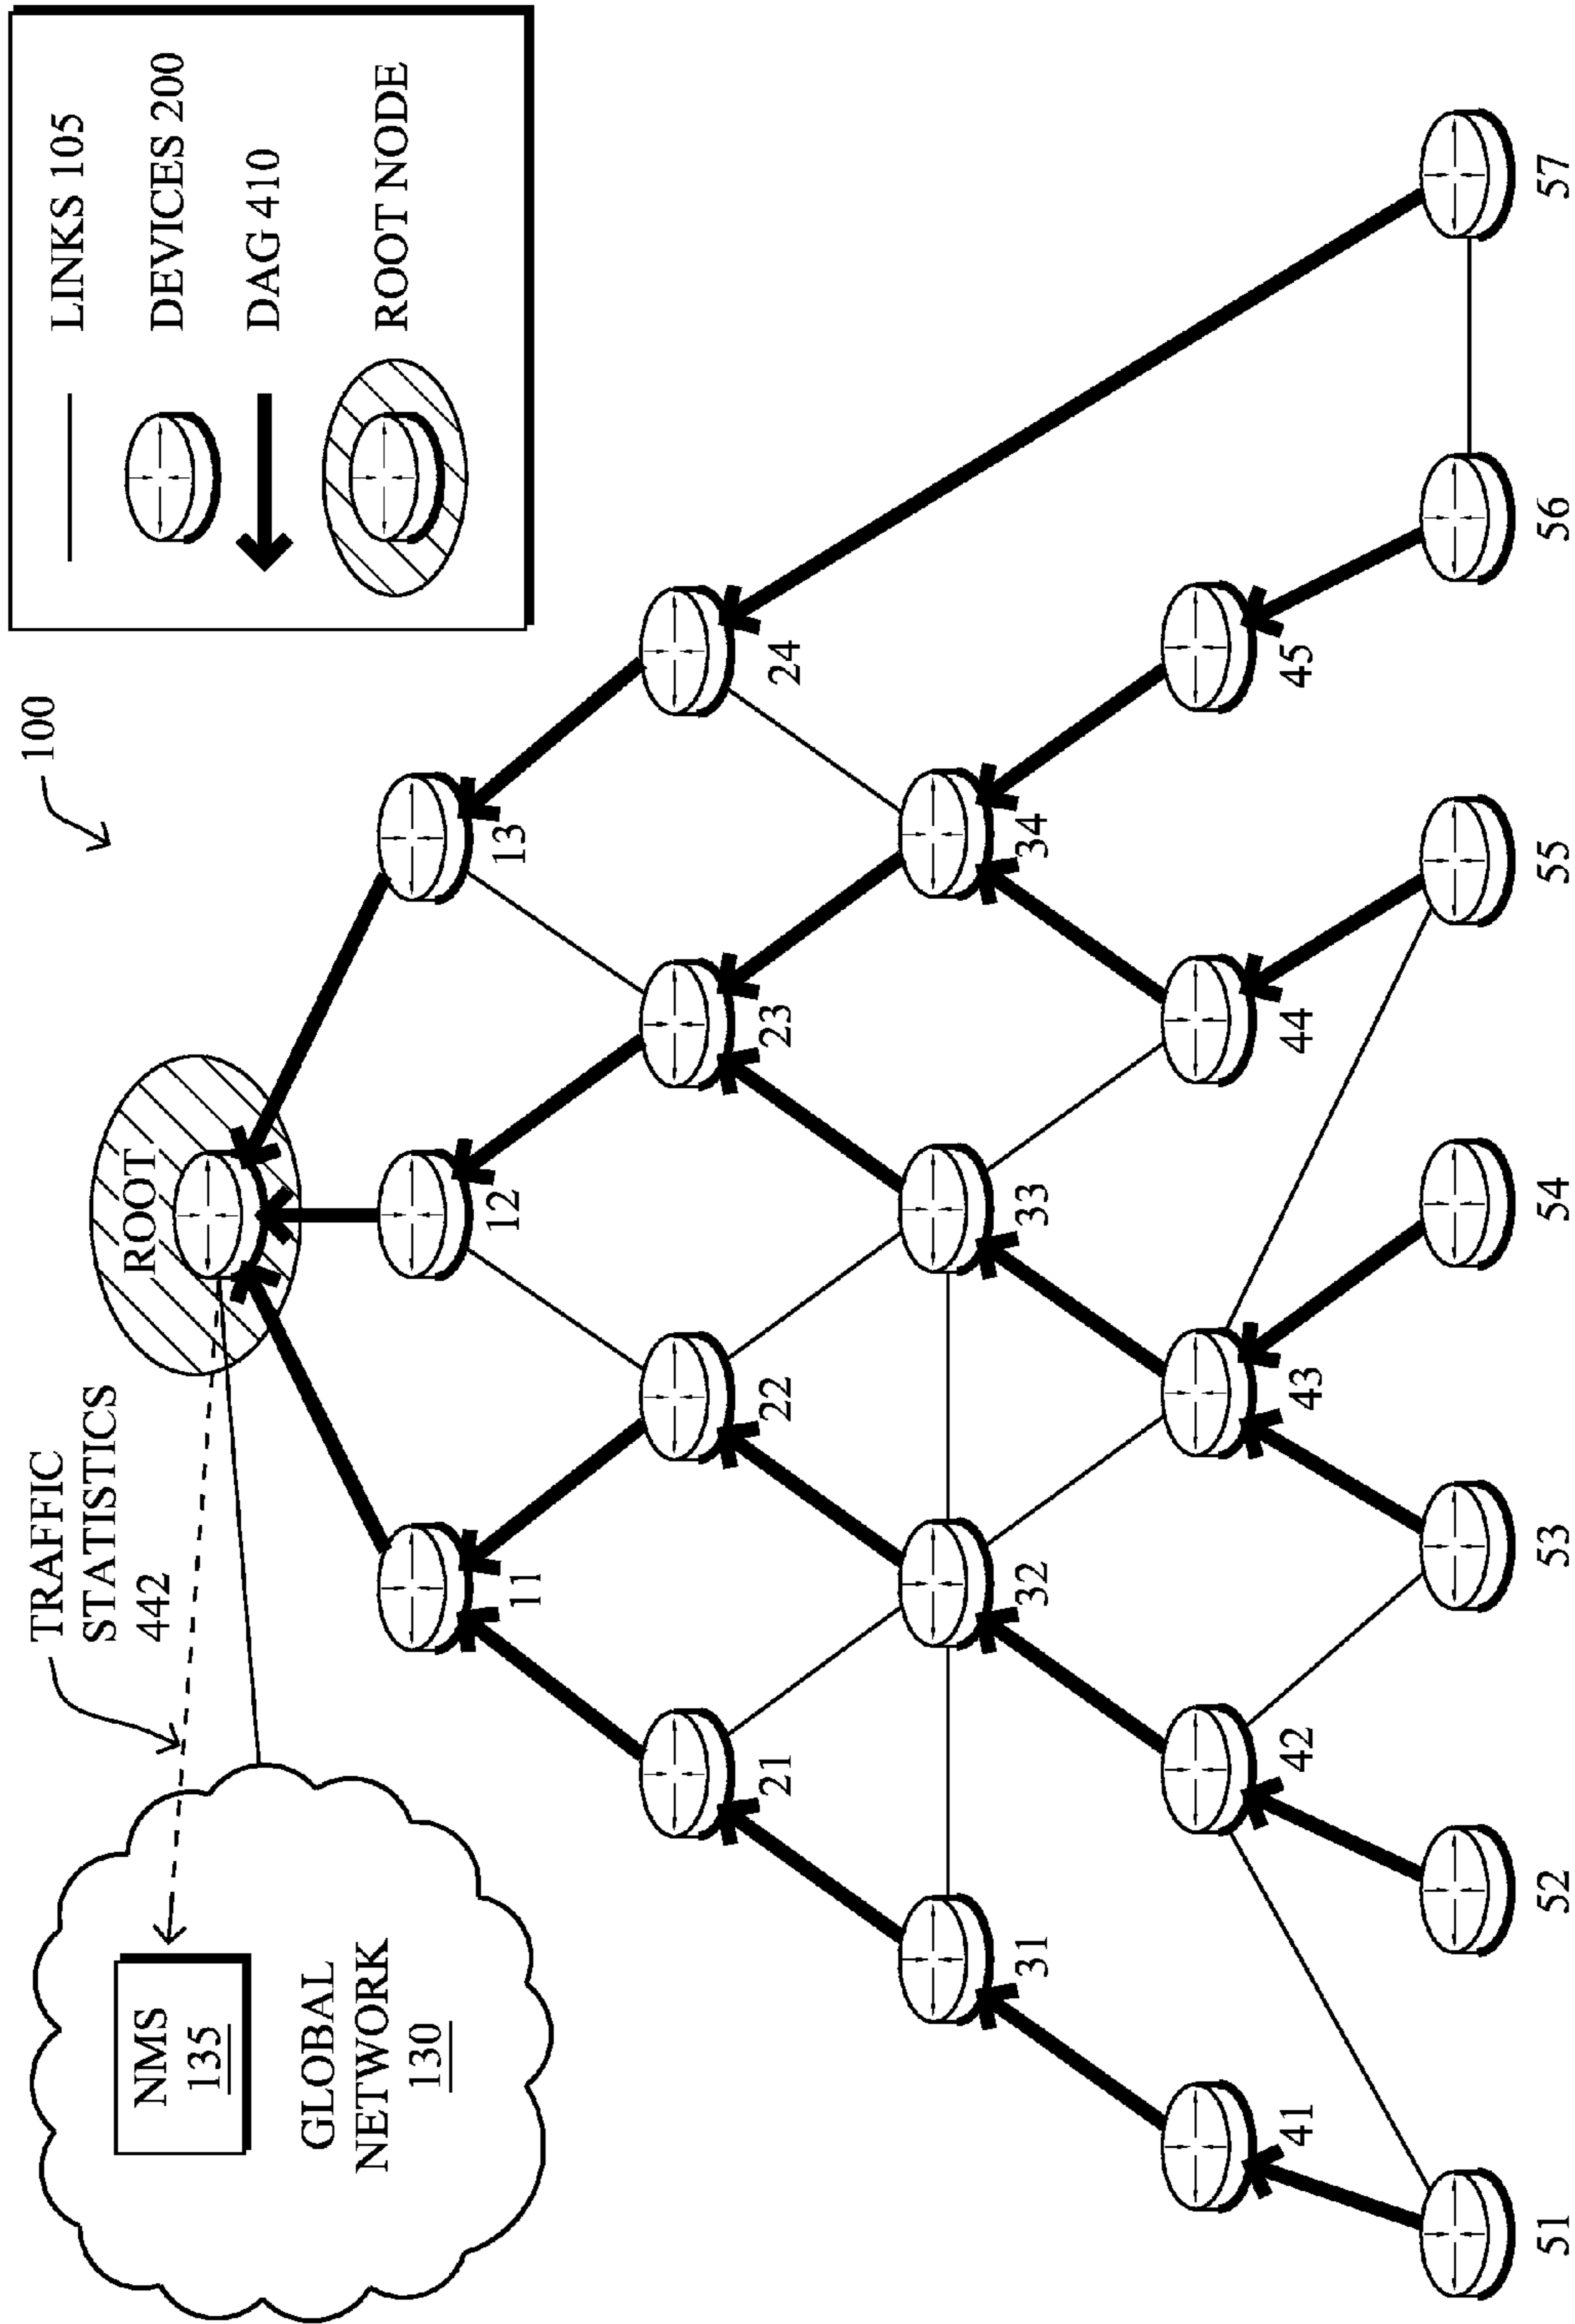 TRAFFIC
STATISTICS
442
100
ROOT
NMS
135
GLOBAL
NETWORK
130
LINKS 105
DEVICES 200
DAG 410
ROOT NODE
11
12
13
21
22
23
24
31
32
33
34
41
42
43
44
45
51
52
53
54
55
56
57